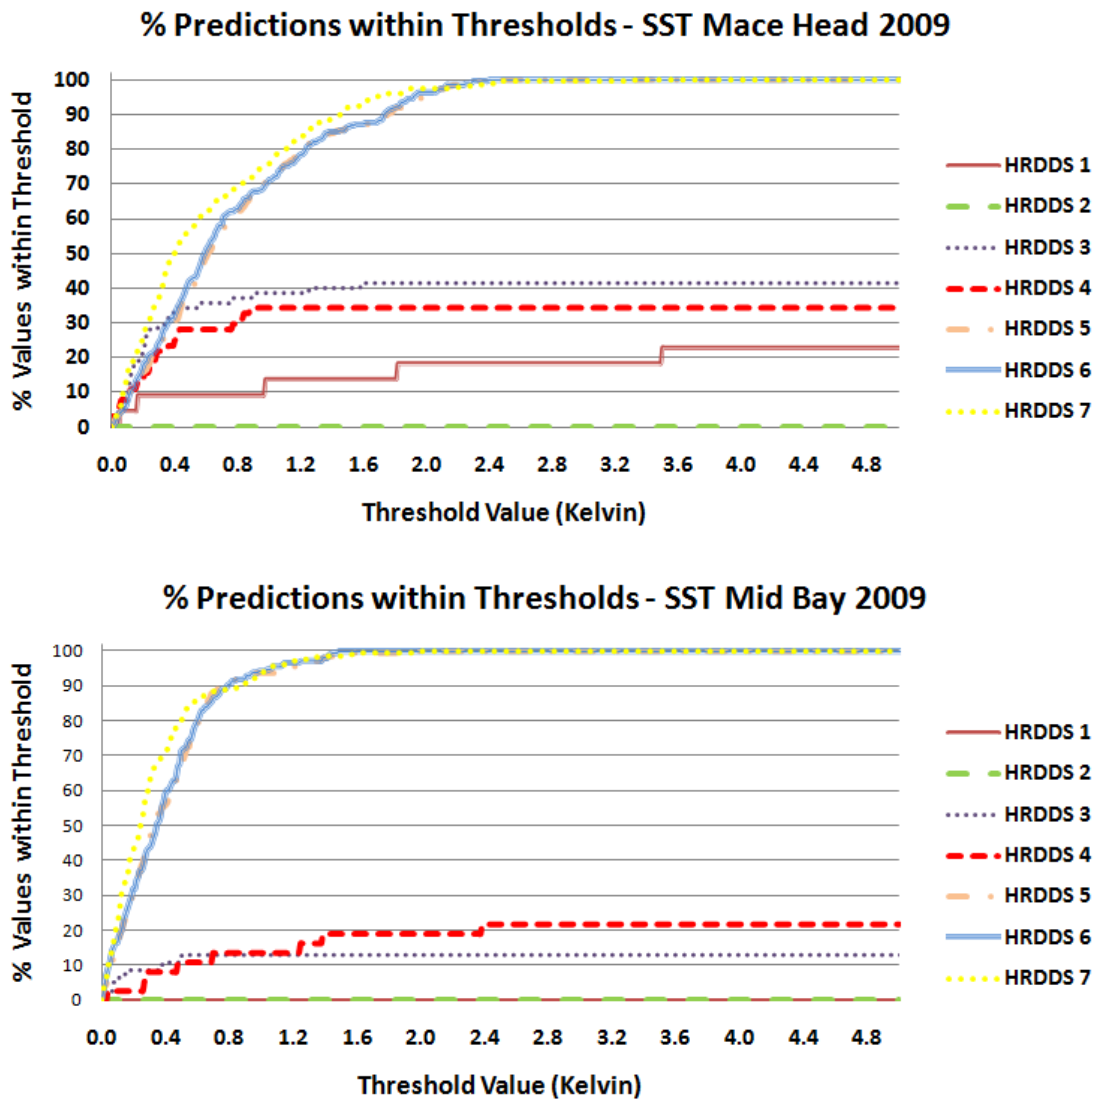 % Predictions within Thresholds - SST Mace Head 2009
% Values within Threshold
100
90
80
70
60
50
40
30
20
10
0
0.0 0.4 0.8 1.2 1.6 2.0 2.4 2.8 3.2 3.6 4.0 4.4 4.8
Threshold Value (Kelvin)
HRDDS 1
HRDDS 2
HRDDS 3
HRDDS 4
HRDDS 5
HRDDS 6
HRDDS 7
% Predictions within Thresholds - SST Mid Bay 2009
% Values within Threshold
100
90
80
70
60
50
40
30
20
10
0
0.0 0.4 0.8 1.2 1.6 2.0 2.4 2.8 3.2 3.6 4.0 4.4 4.8
Threshold Value (Kelvin)
HRDDS 1
HRDDS 2
HRDDS 3
HRDDS 4
HRDDS 5
HRDDS 6
HRDDS 7